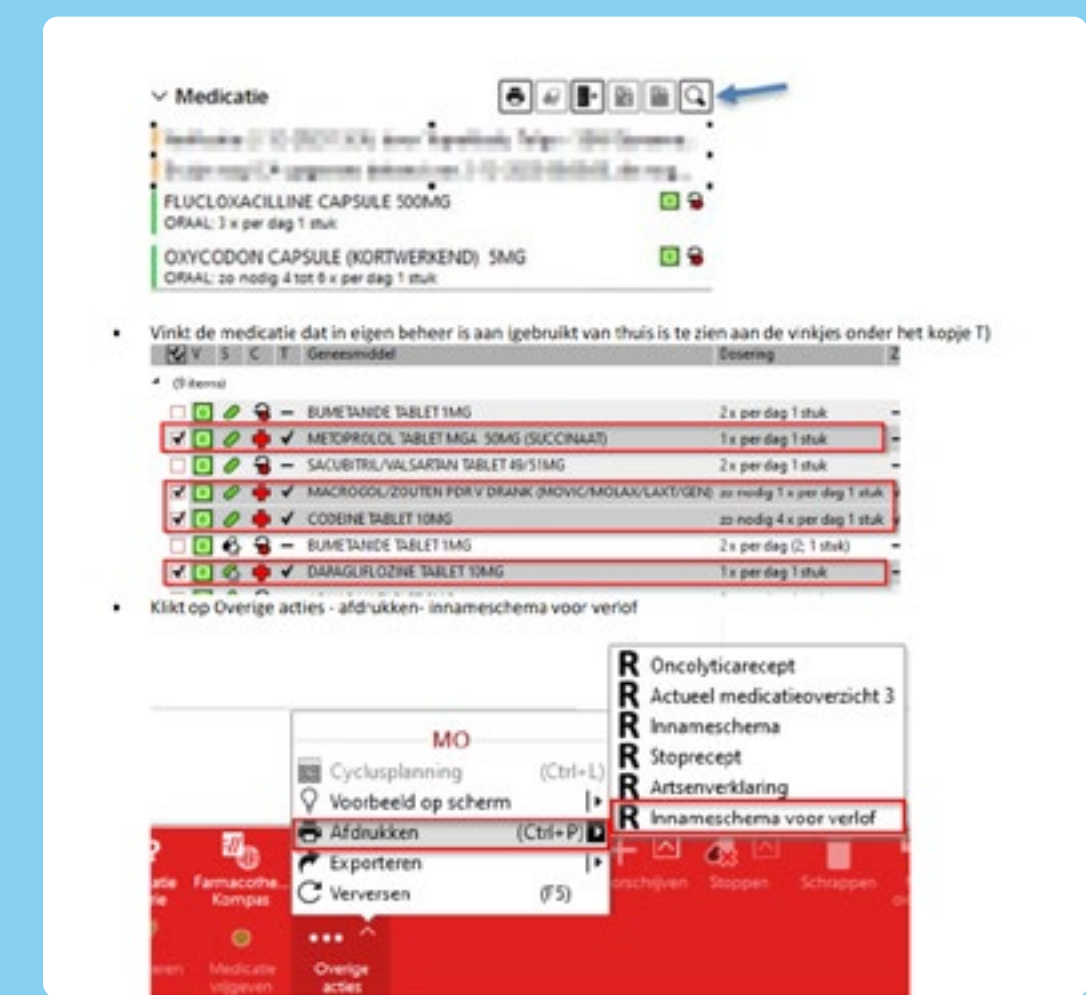 Medicatie
FLUCLOXACILLINE CAPSULE 500MG
ORAAL: 3 x per dag 1 stuk
OXYCODON CAPSULE (KORTWERKEND) 5MG
ORAAL: zo nodig 4 tot 6 x per dag 1 stuk
• Vinkt de medicatie dat in eigen beheer is aan (gebruikt van thuis is te zien aan de vinkjes onder het kopje T)
V S C T Geneesmiddel Dosering Z
(9 items)
BUMETANIDE TABLET 1MG 2 x per dag 1 stuk
METOPROLOL TABLET MGA 50MG (SUCCINAAT) 1 x per dag 1 stuk
SACUBITRIL/VALSARTAN TABLET 49/51MG 2 x per dag 1 stuk
MACROGOL/ZOUTEN PDR V DRANK (MOVIC/MOLAX/LAXT/GEN) zo nodig 1 x per dag 1 stuk
CODEINE TABLET 10MG zo nodig 4 x per dag 1 stuk
BUMETANIDE TABLET 1MG 2 x per dag (2; 1 stuk)
DAPAGLIFLOZINE TABLET 10MG 1 x per dag 1 stuk
• Klikt op Overige acties - afdrukken- innameschema voor verlof
R Oncolyticarecept
R Actueel medicatieoverzicht 3
R Innameschema
R Stoprecept
R Artsenverklaring
R Innameschema voor verlof
MO
Cyclusplanning (Ctrl+L)
Voorbeeld op scherm
Afdrukken (Ctrl+P)
Exporteren
Verversen (F5)
Farmacothe...
Kompas
orschrijven Stoppen Schrappen
Medicatie
vrijgeven
Overige
acties